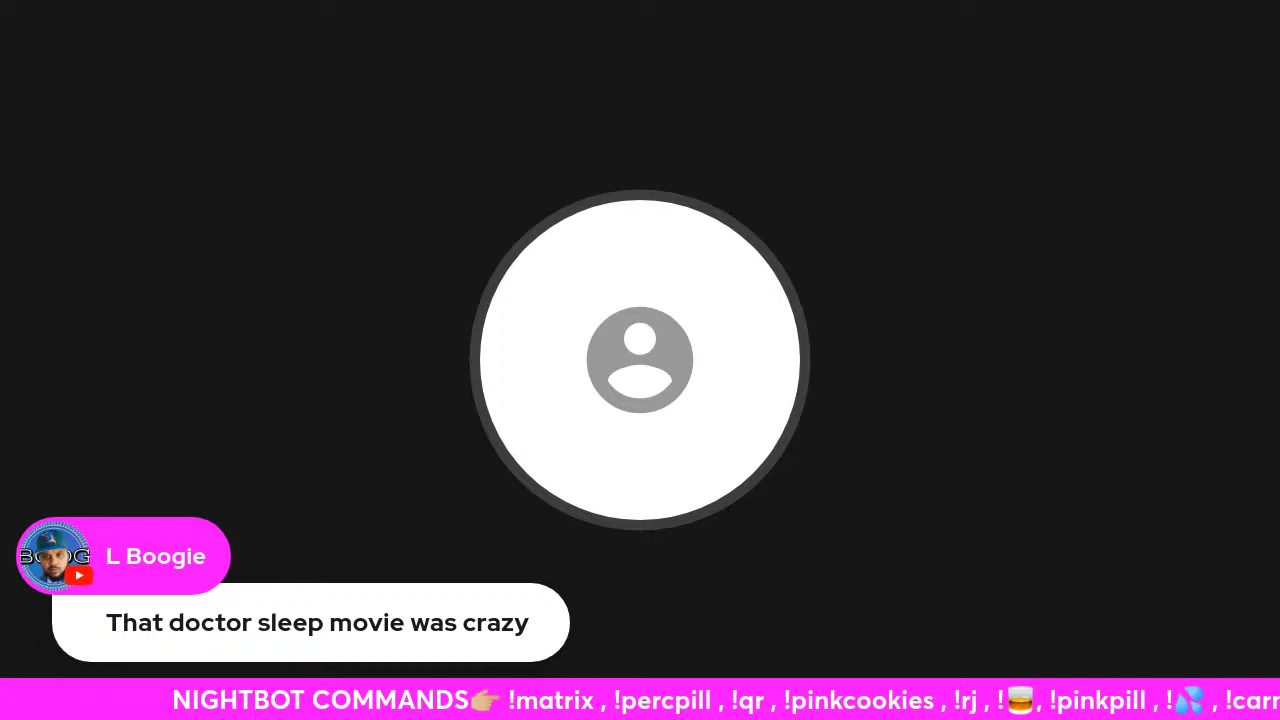 L Boogie
That doctor sleep movie was crazy
NIGHTBOT COMMANDS👉🏼 !matrix , !percpill , !qr , !pinkcookies , !rj , !🥃, !pinkpill , !💦 , !carr